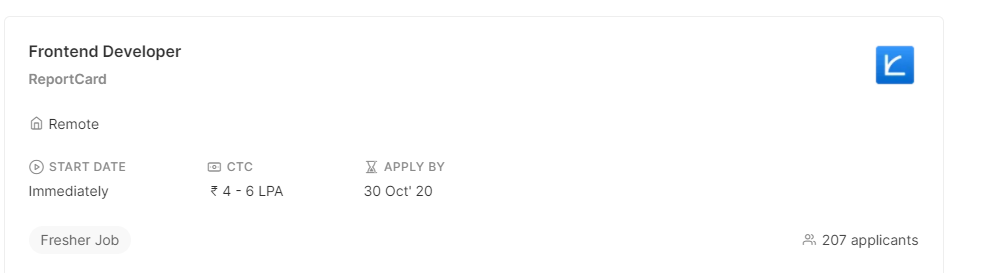 Frontend Developer
ReportCard
Remote
START DATE CTC APPLY BY
Immediately ₹ 4 - 6 LPA 30 Oct' 20
Fresher Job 207 applicants